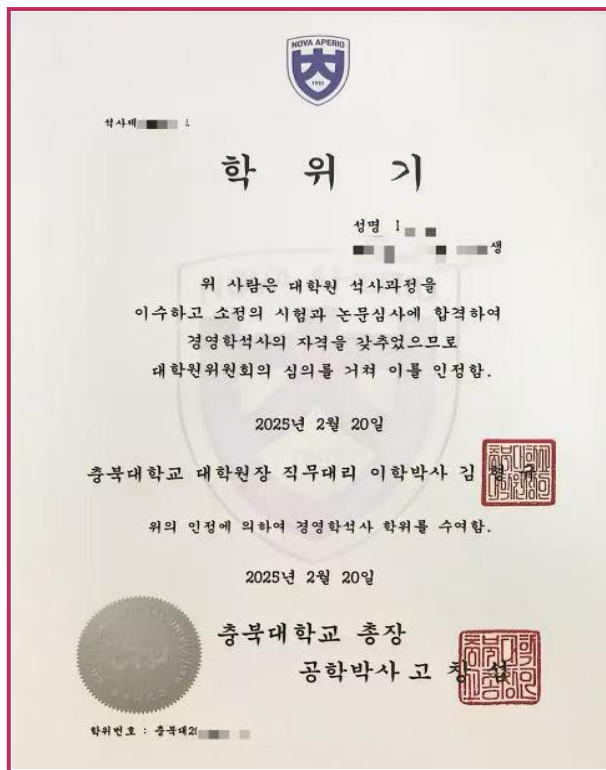 NOVA APERIO
1951
석사제
학 위 기
성명
생
위 사람은 대학원 석사과정을
이수하고 소정의 시험과 논문심사에 합격하여
경영학석사의 자격을 갖추었으므로
대학원위원회의 심의를 거쳐 이를 인정함.
2025년 2월 20일
충북대학교 대학원장 직무대리 이학박사 김 형 규
위의 인정에 의하여 경영학석사 학위를 수여함.
2025년 2월 20일
충북대학교 총장
공학박사 고 창 섭
학위번호 : 충북대20